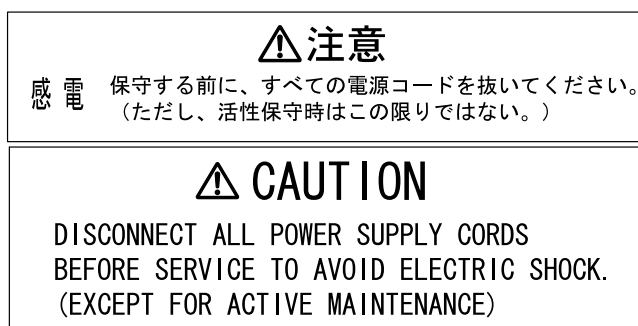 ⚠注意
感電 保守する前に、すべての電源コードを抜いてください。
（ただし、活性保守時はこの限りではない。）
⚠ CAUTION
DISCONNECT ALL POWER SUPPLY CORDS
BEFORE SERVICE TO AVOID ELECTRIC SHOCK.
(EXCEPT FOR ACTIVE MAINTENANCE)